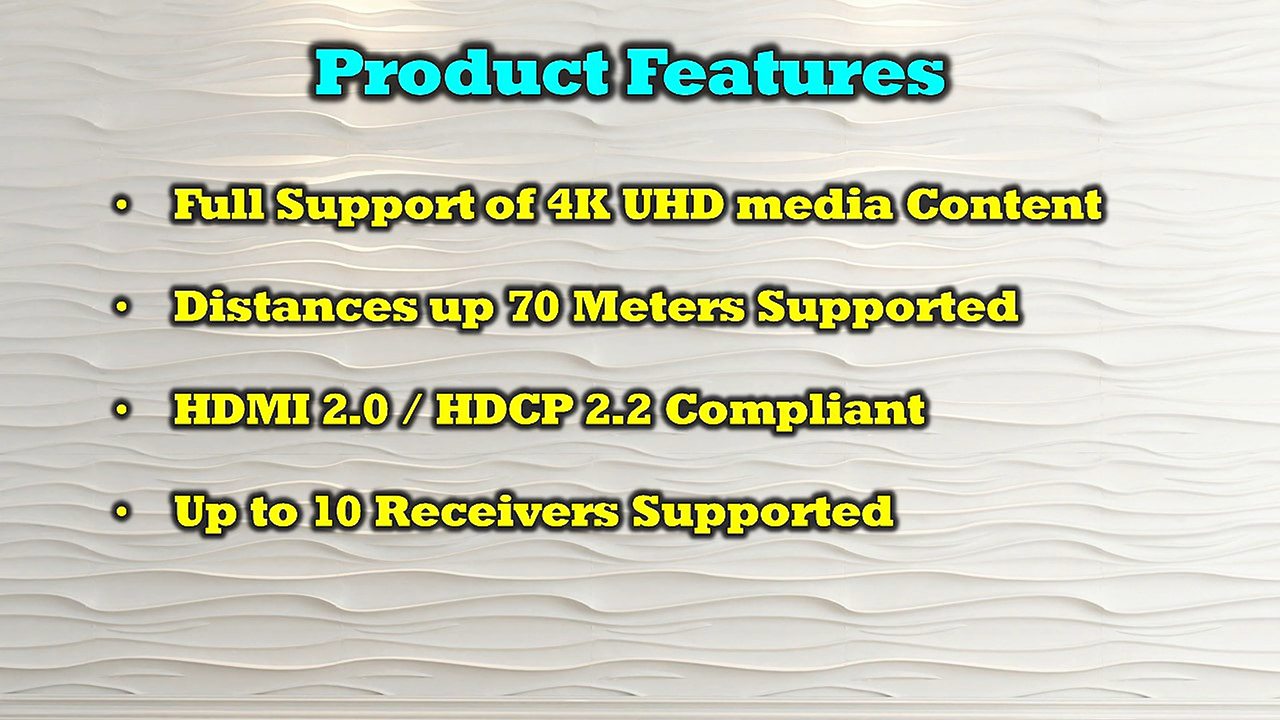 Product Features
• Full Support of 4K UHD media Content
• Distances up 70 Meters Supported
• HDMI 2.0 / HDCP 2.2 Compliant
• Up to 10 Receivers Supported